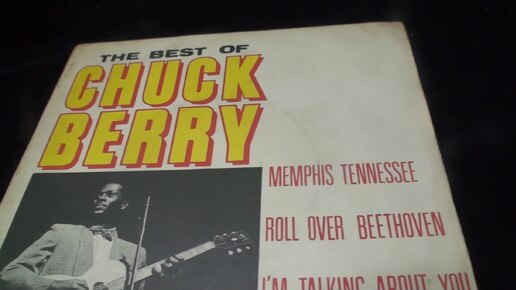 THE BEST OF
CHUCK
BERRY
MEMPHIS TENNESSEE
ROLL OVER BEETHOVEN
I'M TALKING ABOUT YOU